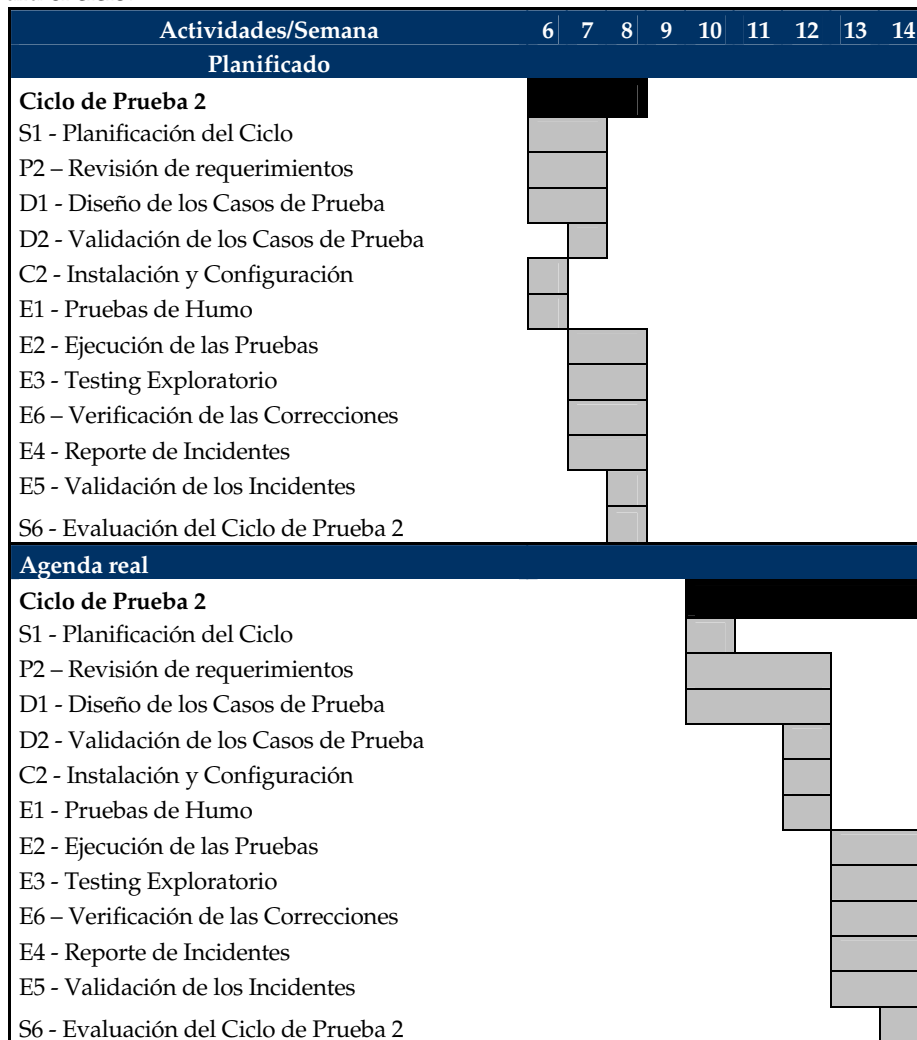 Actividades/Semana 6 7 8 9 10 11 12 13 14
Planificado
Ciclo de Prueba 2
S1 - Planificación del Ciclo
P2 – Revisión de requerimientos
D1 - Diseño de los Casos de Prueba
D2 - Validación de los Casos de Prueba
C2 - Instalación y Configuración
E1 - Pruebas de Humo
E2 - Ejecución de las Pruebas
E3 - Testing Exploratorio
E6 – Verificación de las Correcciones
E4 - Reporte de Incidentes
E5 - Validación de los Incidentes
S6 - Evaluación del Ciclo de Prueba 2
Agenda real
Ciclo de Prueba 2
S1 - Planificación del Ciclo
P2 – Revisión de requerimientos
D1 - Diseño de los Casos de Prueba
D2 - Validación de los Casos de Prueba
C2 - Instalación y Configuración
E1 - Pruebas de Humo
E2 - Ejecución de las Pruebas
E3 - Testing Exploratorio
E6 – Verificación de las Correcciones
E4 - Reporte de Incidentes
E5 - Validación de los Incidentes
S6 - Evaluación del Ciclo de Prueba 2